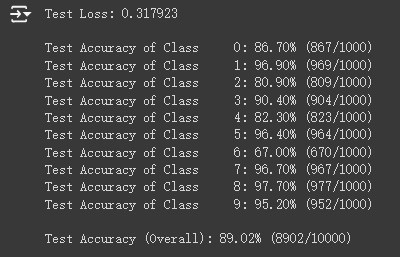 Test Loss: 0.317923
Test Accuracy of Class 0: 86.70% (867/1000)
Test Accuracy of Class 1: 96.90% (969/1000)
Test Accuracy of Class 2: 80.90% (809/1000)
Test Accuracy of Class 3: 90.40% (904/1000)
Test Accuracy of Class 4: 82.30% (823/1000)
Test Accuracy of Class 5: 96.40% (964/1000)
Test Accuracy of Class 6: 67.00% (670/1000)
Test Accuracy of Class 7: 96.70% (967/1000)
Test Accuracy of Class 8: 97.70% (977/1000)
Test Accuracy of Class 9: 95.20% (952/1000)
Test Accuracy (Overall): 89.02% (8902/10000)